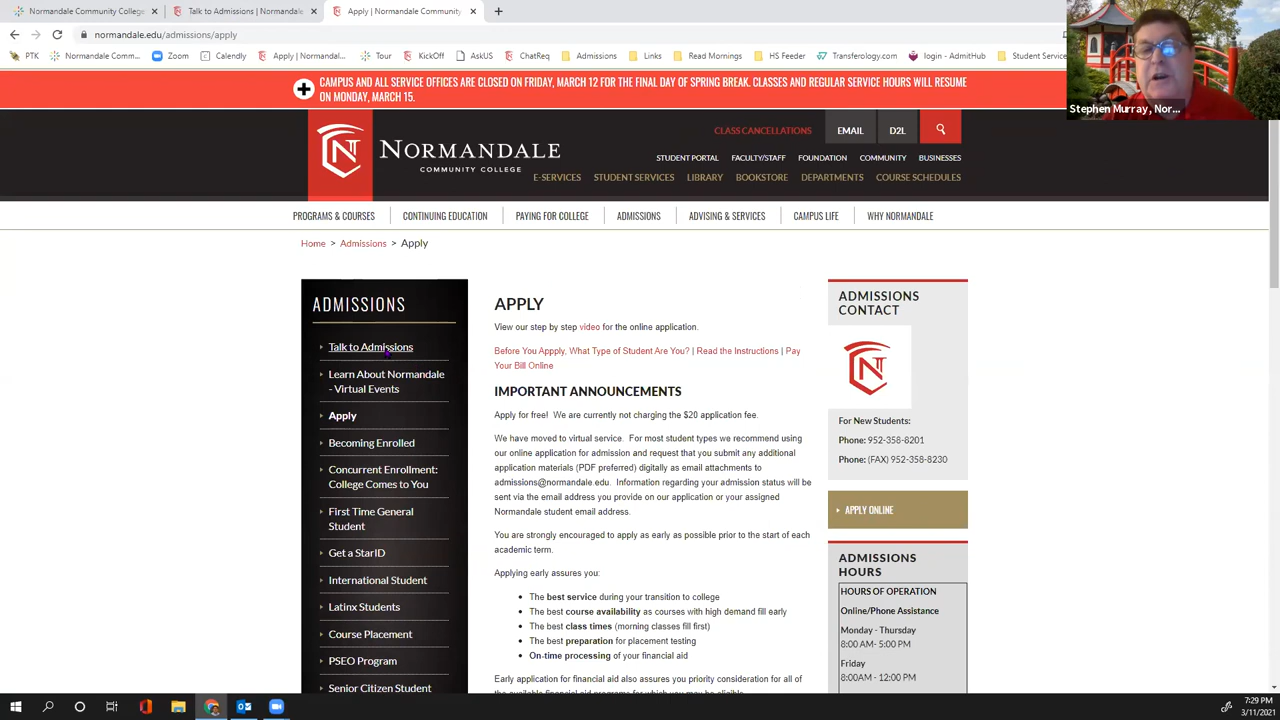 Normandale Community College
Talk to Admissions | Normandale
Apply | Normandale Community
normandale.edu/admissions/apply
PTK
Normandale Comm...
Zoom
Calendly
Apply | Normandal...
Tour
KickOff
AskUS
ChatReq
Admissions
Links
Read Mornings
HS Feeder
Transferology.com
login - AdmitHub
Student Service
Stephen Murray, Nor...
CAMPUS AND ALL SERVICE OFFICES ARE CLOSED ON FRIDAY, MARCH 12 FOR THE FINAL DAY OF SPRING BREAK. CLASSES AND REGULAR SERVICE HOURS WILL RESUME
ON MONDAY, MARCH 15.
NORMANDALE
COMMUNITY COLLEGE
CLASS CANCELLATIONS
EMAIL
D2L
STUDENT PORTAL
FACULTY/STAFF
FOUNDATION
COMMUNITY
BUSINESSES
E-SERVICES
STUDENT SERVICES
LIBRARY
BOOKSTORE
DEPARTMENTS
COURSE SCHEDULES
PROGRAMS & COURSES
CONTINUING EDUCATION
PAYING FOR COLLEGE
ADMISSIONS
ADVISING & SERVICES
CAMPUS LIFE
WHY NORMANDALE
Home > Admissions > Apply
ADMISSIONS
Talk to Admissions
Learn About Normandale
- Virtual Events
Apply
Becoming Enrolled
Concurrent Enrollment:
College Comes to You
First Time General
Student
Get a StarID
International Student
Latinx Students
Course Placement
PSEO Program
Senior Citizen Student
APPLY
View our step by step video for the online application.
Before You Appply, What Type of Student Are You? | Read the Instructions | Pay
Your Bill Online
IMPORTANT ANNOUNCEMENTS
Apply for free! We are currently not charging the $20 application fee.
We have moved to virtual service. For most student types we recommend using
our online application for admission and request that you submit any additional
application materials (PDF preferred) digitally as email attachments to
admissions@normandale.edu. Information regarding your admission status will be
sent via the email address you provide on our application or your assigned
Normandale student email address.
You are strongly encouraged to apply as early as possible prior to the start of each
academic term.
Applying early assures you:
• The best service during your transition to college
• The best course availability as courses with high demand fill early
• The best class times (morning classes fill first)
• The best preparation for placement testing
• On-time processing of your financial aid
Early application for financial aid also assures you priority consideration for all of
the available financial aid programs for which you may be eligible.
ADMISSIONS
CONTACT
For New Students:
Phone: 952-358-8201
Phone: (FAX) 952-358-8230
APPLY ONLINE
ADMISSIONS
HOURS
HOURS OF OPERATION
Online/Phone Assistance
Monday - Thursday
8:00 AM- 5:00 PM
Friday
8:00AM - 12:00 PM
7:29 PM
3/11/2021